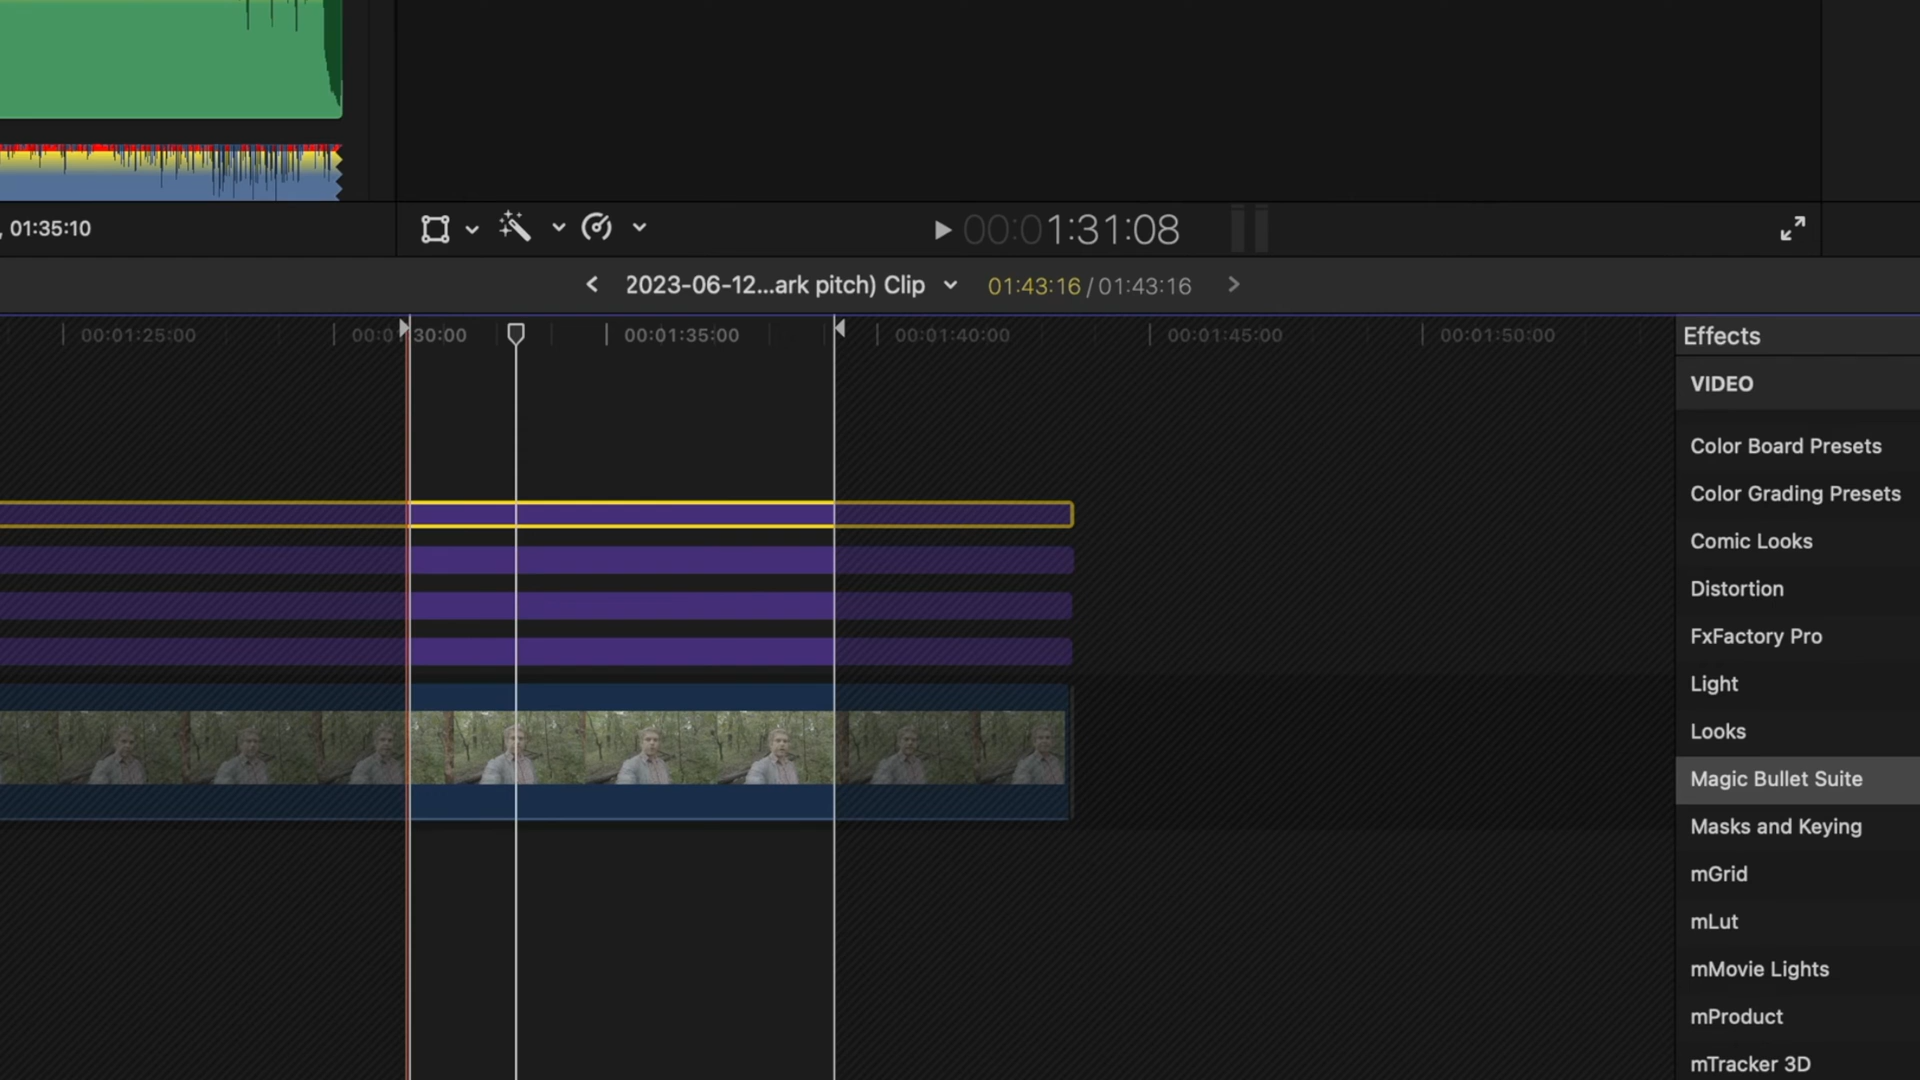 , 01:35:10
00:01:31:08
2023-06-12...ark pitch) Clip 01:43:16 / 01:43:16
00:01:25:00 00:01:30:00 00:01:35:00 00:01:40:00 00:01:45:00 00:01:50:00
Effects
VIDEO
Color Board Presets
Color Grading Presets
Comic Looks
Distortion
FxFactory Pro
Light
Looks
Magic Bullet Suite
Masks and Keying
mGrid
mLut
mMovie Lights
mProduct
mTracker 3D